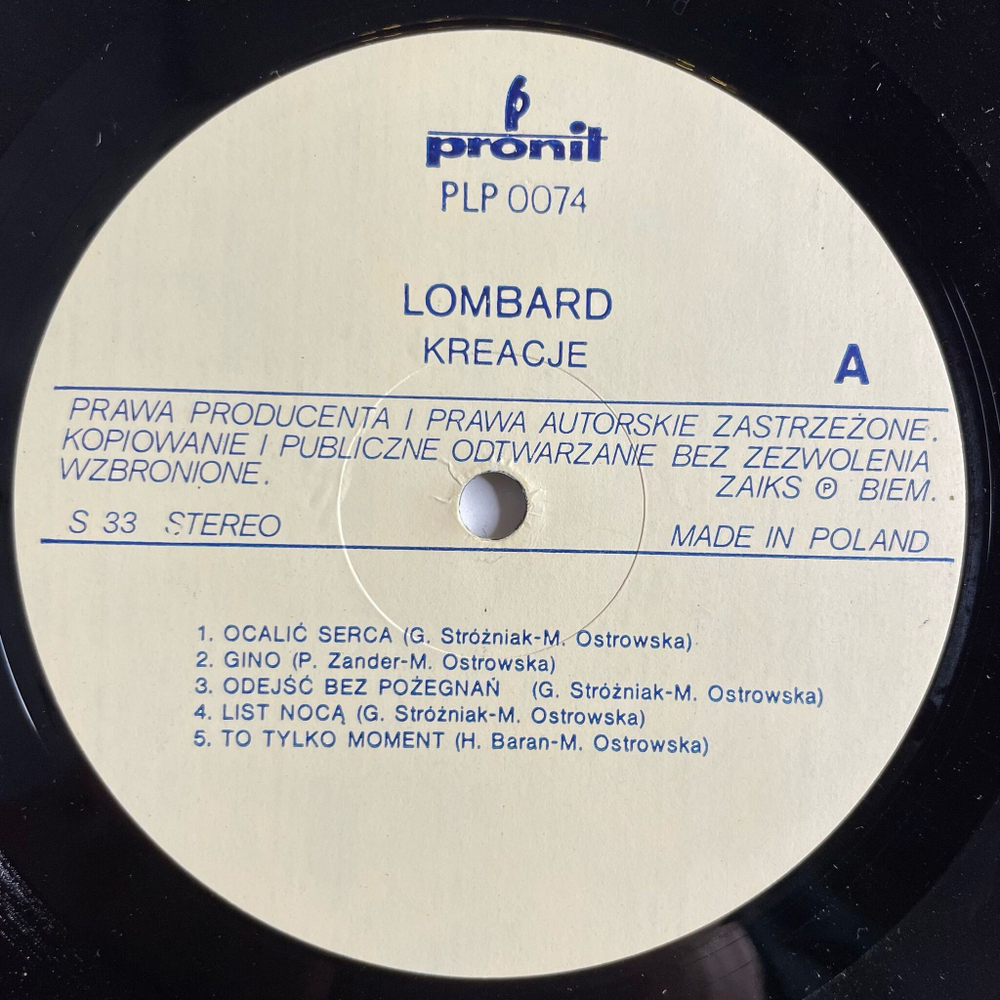 pronit
PLP 0074
LOMBARD
KREACJE
A
PRAWA PRODUCENTA I PRAWA AUTORSKIE ZASTRZEŻONE.
KOPIOWANIE I PUBLICZNE ODTWARZANIE BEZ ZEZWOLENIA
WZBRONIONE. ZAIKS ℗ BIEM.
S 33 STEREO MADE IN POLAND
1. OCALIĆ SERCA (G. Stróżniak-M. Ostrowska)
2. GINO (P. Zander-M. Ostrowska)
3. ODEJŚĆ BEZ POŻEGNAŃ (G. Stróżniak-M. Ostrowska)
4. LIST NOCĄ (G. Stróżniak-M. Ostrowska)
5. TO TYLKO MOMENT (H. Baran-M. Ostrowska)